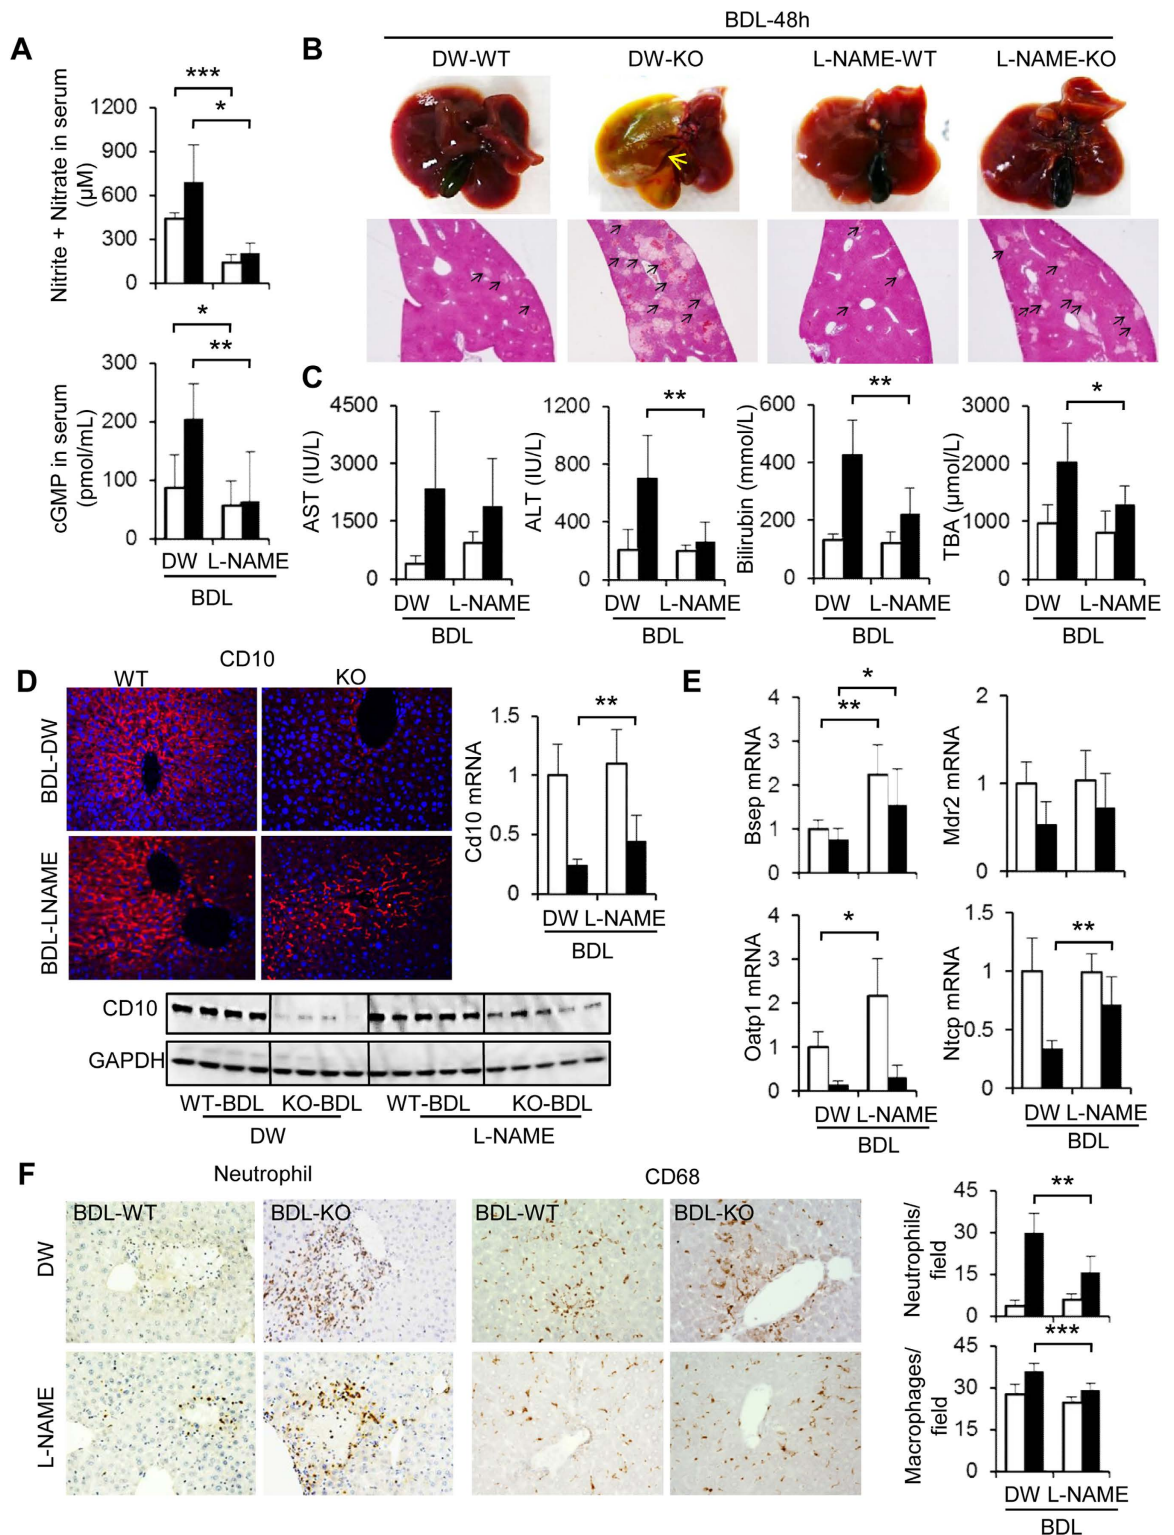 BDL-48h
A
B
DW-WT
DW-KO
L-NAME-WT
L-NAME-KO
Nitrite + Nitrate in serum
(µM)
***
*
1200
900
600
300
0
cGMP in serum
(pmol/mL)
*
**
300
200
100
0
DW L-NAME
BDL
C
AST (IU/L)
4500
3000
1500
0
DW L-NAME
BDL
ALT (IU/L)
**
1200
800
400
0
DW L-NAME
BDL
Bilirubin (mmol/L)
**
600
400
200
0
DW L-NAME
BDL
TBA (µmol/L)
*
3000
2000
1000
0
DW L-NAME
BDL
D
CD10
WT
KO
BDL-DW
BDL-LNAME
Cd10 mRNA
**
1.5
1
0.5
0
DW L-NAME
BDL
CD10
GAPDH
WT-BDL KO-BDL WT-BDL KO-BDL
DW
L-NAME
E
Bsep mRNA
*
**
4
3
2
1
0
Mdr2 mRNA
2
1
0
Oatp1 mRNA
*
4
3
2
1
0
DW L-NAME
BDL
Ntcp mRNA
**
1.5
1
0.5
0
DW L-NAME
BDL
F
Neutrophil
CD68
BDL-WT
BDL-KO
BDL-WT
BDL-KO
DW
L-NAME
Neutrophils/
field
**
45
30
15
0
Macrophages/
field
***
45
30
15
0
DW L-NAME
BDL